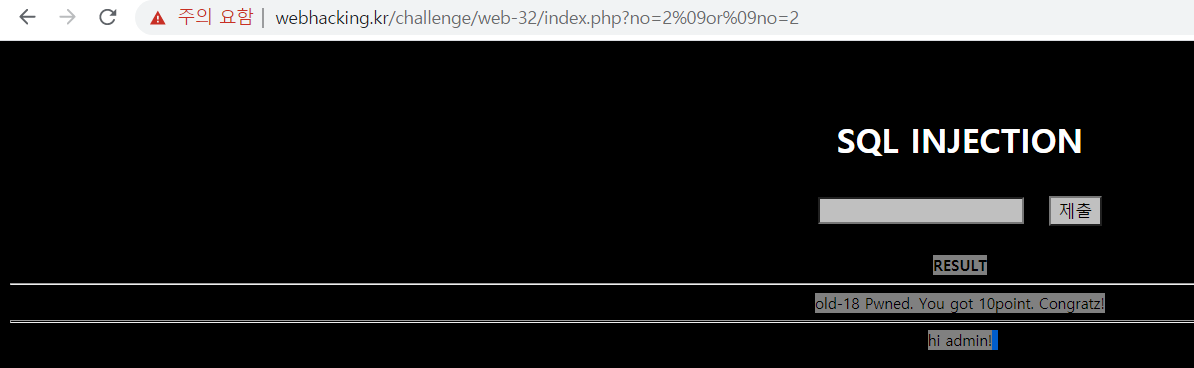 주의 요함 webhacking.kr/challenge/web-32/index.php?no=2%09or%09no=2
SQL INJECTION
제출
RESULT
old-18 Pwned. You got 10point. Congratz!
hi admin!